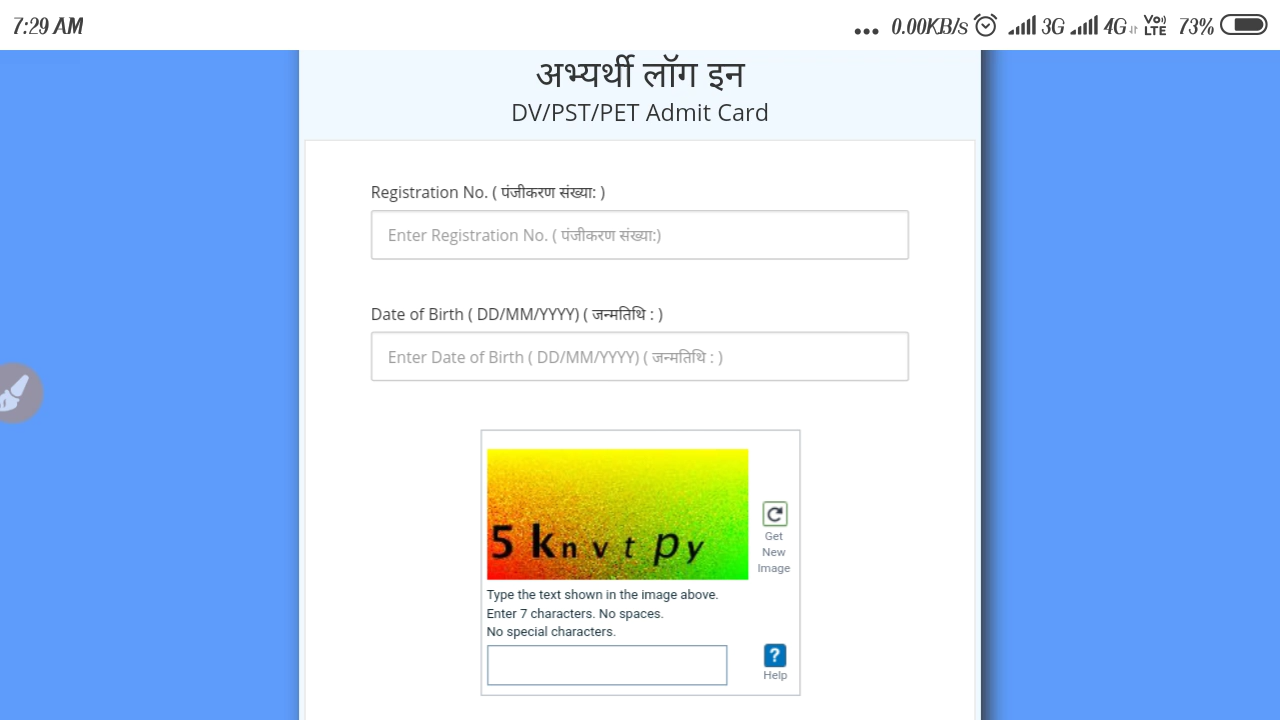 7:29 AM ... 0.00KB/s 3G 4G VoLTE 73%
अभ्यर्थी लॉग इन
DV/PST/PET Admit Card
Registration No. ( पंजीकरण संख्या: )
Enter Registration No. ( पंजीकरण संख्या:)
Date of Birth ( DD/MM/YYYY) ( जन्मतिथि : )
Enter Date of Birth ( DD/MM/YYYY) ( जन्मतिथि : )
5 k n v t p y
Get
New
Image
Type the text shown in the image above.
Enter 7 characters. No spaces.
No special characters.
?
Help